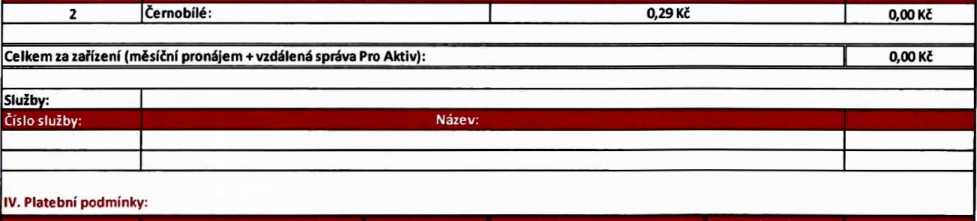 2 Černobílé: 0,29 Kč 0,00 Kč
Celkem za zařízení (měsíční pronájem + vzdálená správa Pro Aktiv): 0,00 Kč
Služby:
Číslo služby: Název:
IV. Platební podmínky: